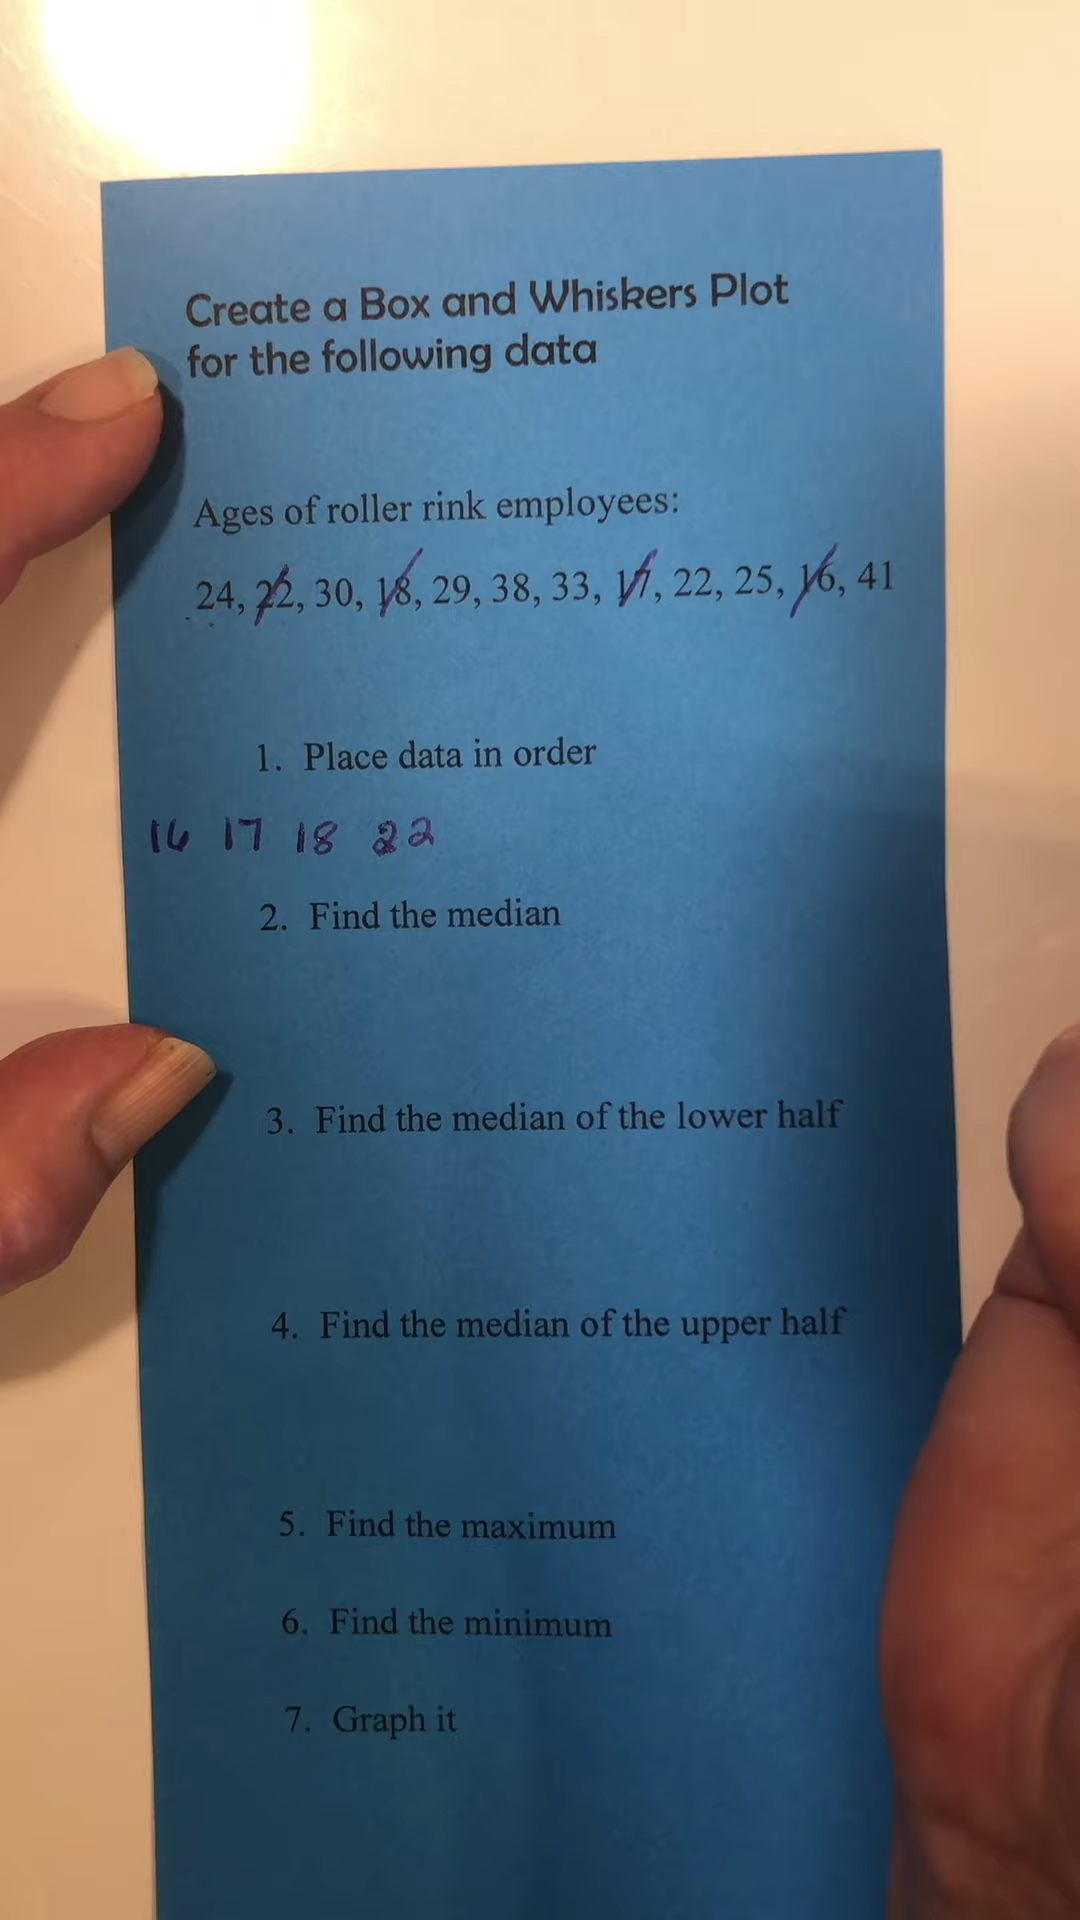 Create a Box and Whiskers Plot
for the following data
Ages of roller rink employees:
24, 22, 30, 18, 29, 38, 33, 17, 22, 25, 16, 41
1. Place data in order
16 17 18 22
2. Find the median
3. Find the median of the lower half
4. Find the median of the upper half
5. Find the maximum
6. Find the minimum
7. Graph it